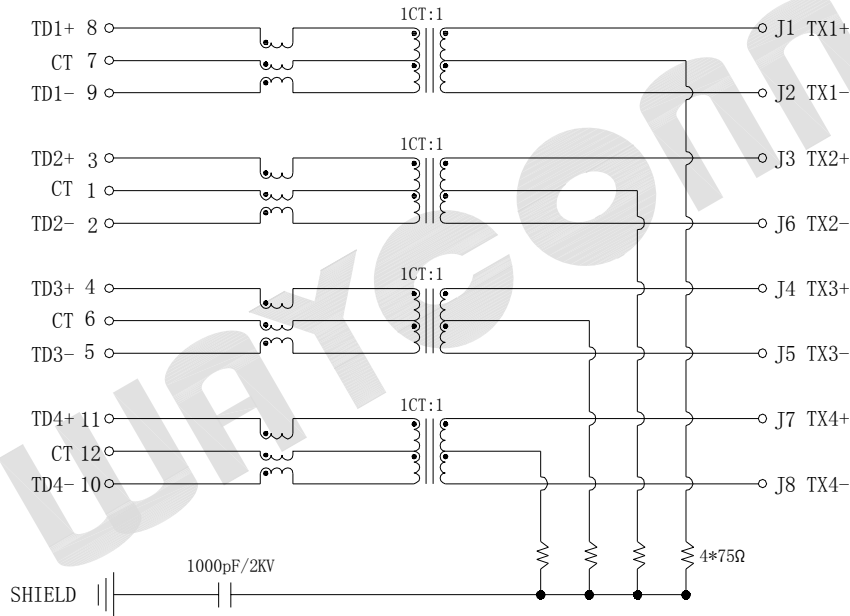 1CT:1
TD1+ 8 J1 TX1+
CT 7
TD1- 9 J2 TX1-
1CT:1
TD2+ 3 J3 TX2+
CT 1
TD2- 2 J6 TX2-
1CT:1
TD3+ 4 J4 TX3+
CT 6
TD3- 5 J5 TX3-
1CT:1
TD4+ 11 J7 TX4+
CT 12
TD4- 10 J8 TX4-
4*75Ω
1000pF/2KV
SHIELD
WAYCONN